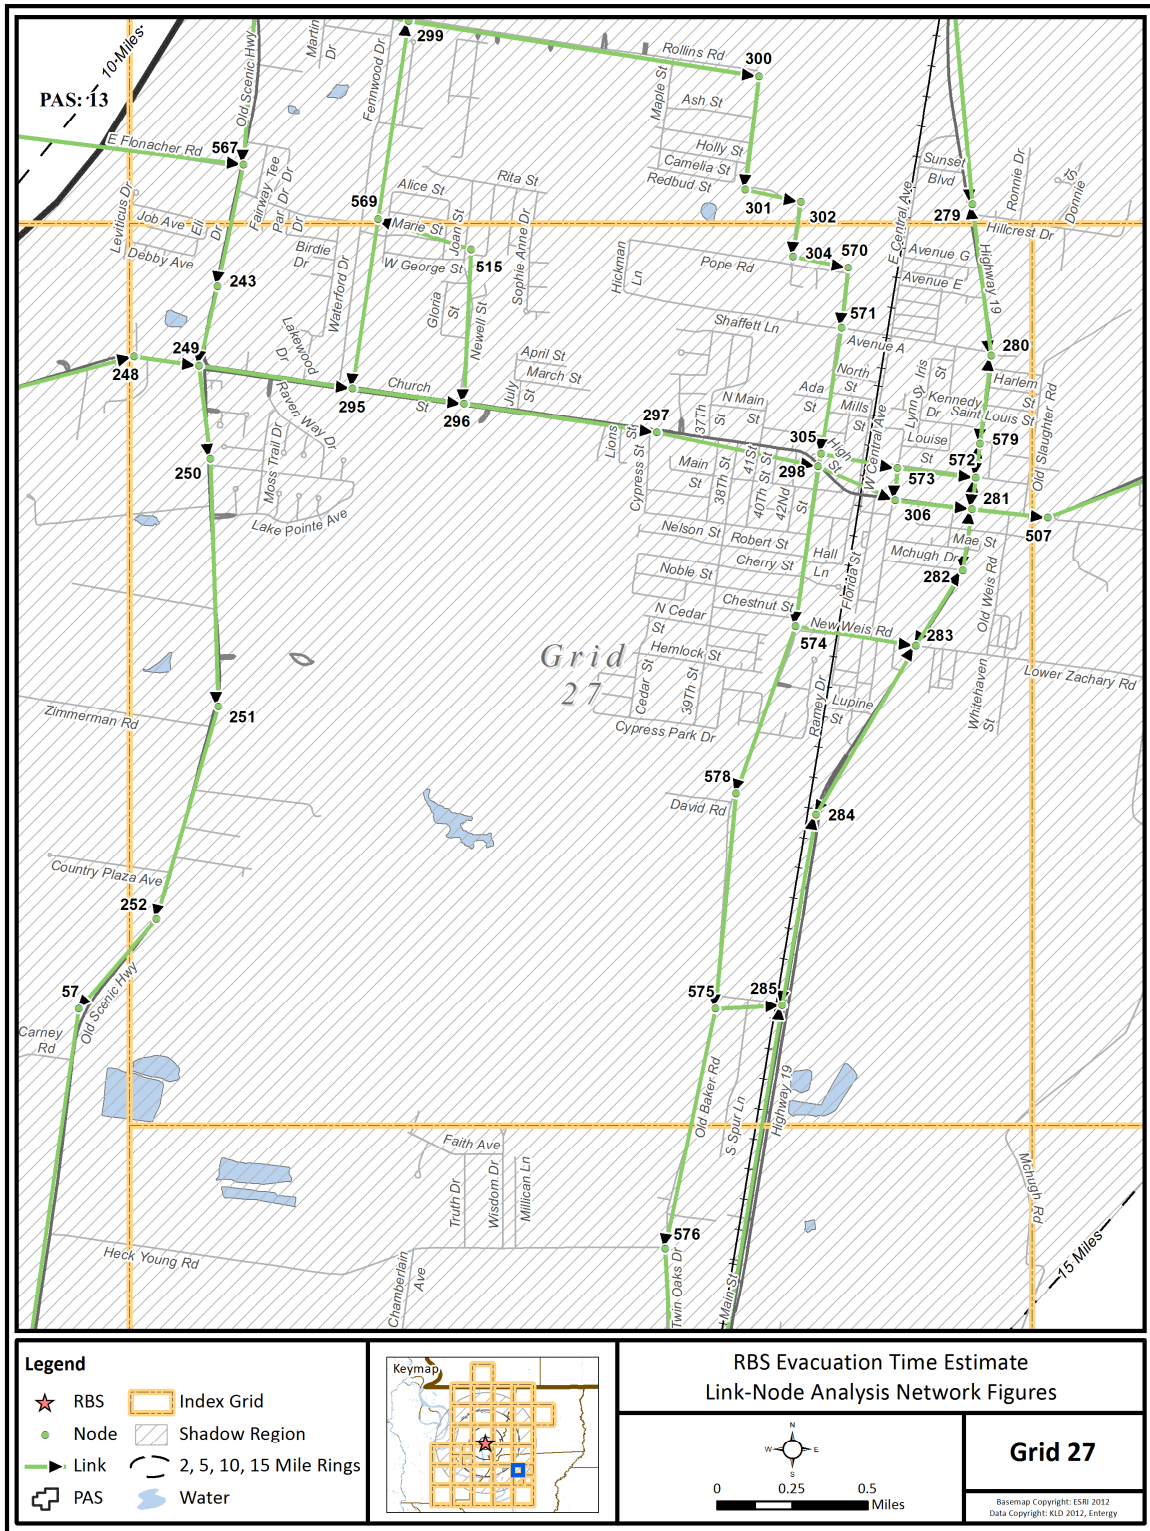 10 Miles
PAS: 13
Old Scenic Hwy
Martin Dr
Fennwood Dr
299
Rollins Rd
300
Maple St
Ash St
Holly St
Camelia St
Redbud St
E Flonacher Rd
567
Fairway Tee Dr
Par Dr
Leviticus Dr
Job Ave
Eli Dr
Debby Ave
Birdie Dr
569
Alice St
Rita St
Marie St
Joan St
W George St
515
Sophie Anne Dr
Gloria St
Newell St
Waterford Dr
301
302
304
570
Hickman Ln
Pope Rd
571
Shaffett Ln
Avenue A
Sunset Blvd
Ronnie Dr
Donnie St
279
Hillcrest Dr
E Central Ave
Avenue G
Avenue E
Highway 19
280
243
248
249
Lakewood Dr
Raven Way Dr
295
Church St
296
April St
March St
July St
297
Lions St
Cypress St
37Th St
N Main St
Ada St
North St
Mills St
Lynn St
Iris St
Kennedy Dr
Harlem St
Saint Louis St
Louise St
Old Slaughter Rd
305
High St
298
W Central Ave
573
572
579
281
306
507
250
Moss Trail Dr
Lake Pointe Ave
Main St
38Th St
41St St
40Th St
42Nd St
Nelson St
Robert St
Cherry St
Noble St
Chestnut St
Hall Ln
Florida St
Mchugh Dr
Mae St
282
Old Weis Rd
N Cedar St
Hemlock St
Cedar St
39Th St
Cypress Park Dr
574
New Weis Rd
283
Lower Zachary Rd
Whitehaven St
Ramey Dr
Lupine St
Grid
27
251
Zimmerman Rd
578
David Rd
284
Country Plaza Ave
252
57
Old Scenic Hwy
Carney Rd
575
285
Old Baker Rd
S Spur Ln
Highway 19
Faith Ave
Truth Dr
Wisdom Dr
Millican Ln
Mchugh Rd
576
Heck Young Rd
Chamberlain Ave
Twin Oaks Dr
Main St
15 Miles
Legend
RBS
Index Grid
Node
Shadow Region
Link
2, 5, 10, 15 Mile Rings
PAS
Water
Keymap
RBS Evacuation Time Estimate
Link-Node Analysis Network Figures
N
W
E
S
0
0.25
0.5
Miles
Grid 27
Basemap Copyright: ESRI 2012
Data Copyright: KLD 2012, Entergy